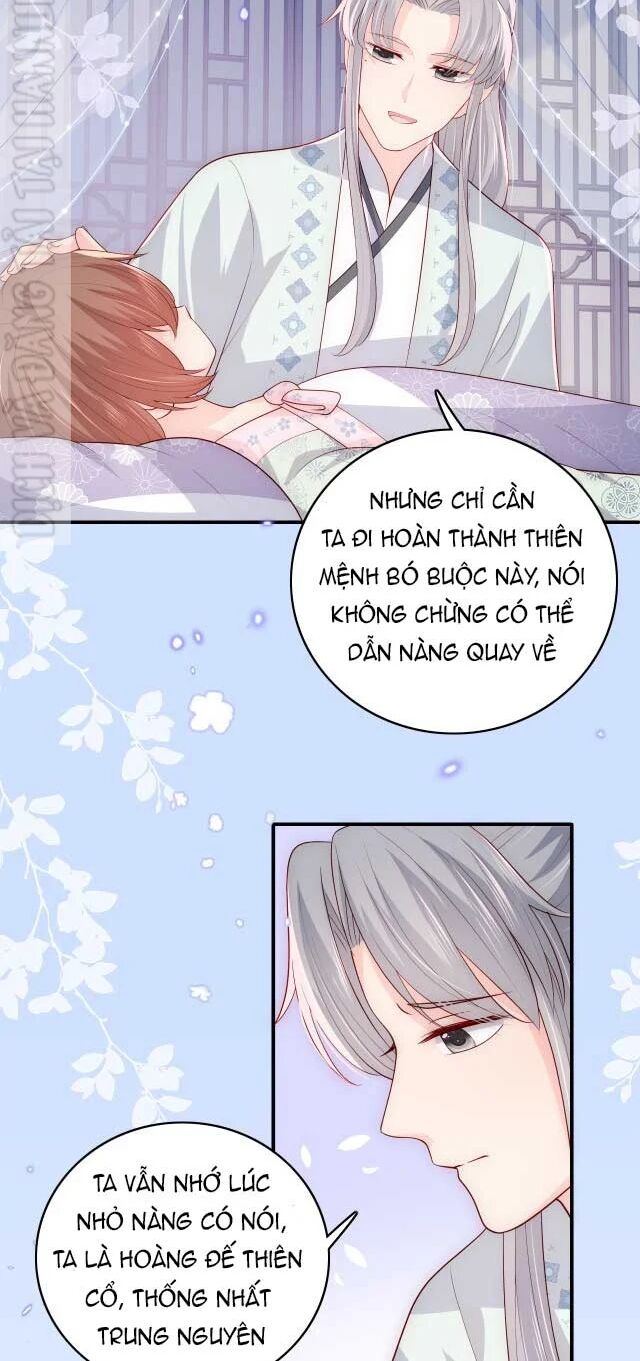 NHƯNG CHỈ CẦN
TA ĐI HOÀN THÀNH THIÊN
MỆNH BÓ BUỘC NÀY, NÓI
KHÔNG CHỪNG CÓ THỂ
DẪN NÀNG QUAY VỀ
TA VẪN NHỚ LÚC
NHỎ NÀNG CÓ NÓI,
TA LÀ HOÀNG ĐẾ THIÊN
CỔ, THỐNG NHẤT
TRUNG NGUYÊN